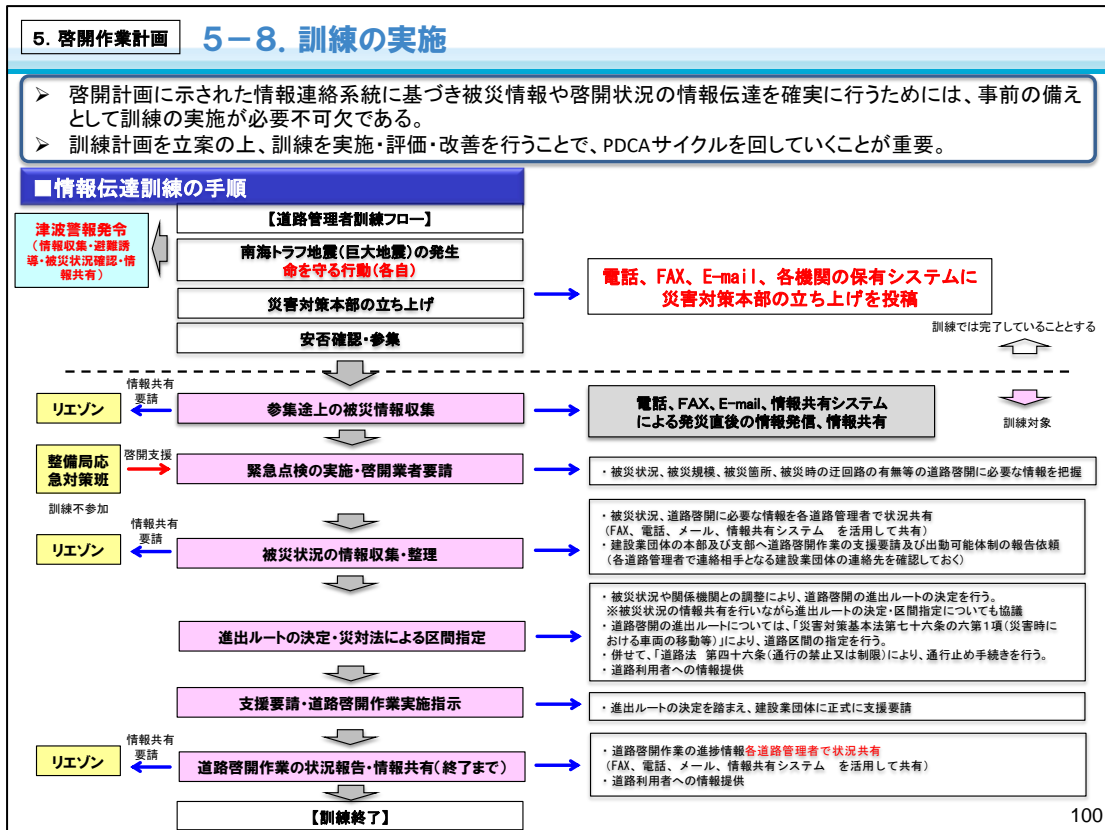 5. 啓開作業計画
5-8. 訓練の実施
➢ 啓開計画に示された情報連絡系統に基づき被災情報や啓開状況の情報伝達を確実に行うためには、事前の備え
として訓練の実施が必要不可欠である。
➢ 訓練計画を立案の上、訓練を実施・評価・改善を行うことで、PDCAサイクルを回していくことが重要。
■情報伝達訓練の手順
津波警報発令
(情報収集・避難誘
導・被災状況確認・情
報共有)
【道路管理者訓練フロー】
南海トラフ地震(巨大地震)の発生
命を守る行動(各自)
災害対策本部の立ち上げ
安否確認・参集
電話、FAX、E-mail、各機関の保有システムに
災害対策本部の立ち上げを投稿
訓練では完了していることとする
リエゾン
情報共有
要請
参集途上の被災情報収集
電話、FAX、E-mail、情報共有システム
による発災直後の情報発信、情報共有
訓練対象
整備局応
急対策班
啓開支援
訓練不参加
緊急点検の実施・啓開業者要請
・被災状況、被災規模、被災箇所、被災時の迂回路の有無等の道路啓開に必要な情報を把握
リエゾン
情報共有
要請
被災状況の情報収集・整理
・被災状況、道路啓開に必要な情報を各道路管理者で状況共有
(FAX、電話、メール、情報共有システム を活用して共有)
・建設業団体の本部及び支部へ道路啓開作業の支援要請及び出動可能体制の報告依頼
(各道路管理者で連絡相手となる建設業団体の連絡先を確認しておく)
進出ルートの決定・災対法による区間指定
・被災状況や関係機関との調整により、道路啓開の進出ルートの決定を行う。
※被災状況の情報共有を行いながら進出ルートの決定・区間指定についても協議
・道路啓開の進出ルートについては、「災害対策基本法第七十六条の六第1項(災害時に
おける車両の移動等)」により、道路区間の指定を行う。
・併せて、「道路法 第四十六条(通行の禁止又は制限)により、通行止め手続きを行う。
・道路利用者への情報提供
支援要請・道路啓開作業実施指示
・進出ルートの決定を踏まえ、建設業団体に正式に支援要請
リエゾン
情報共有
要請
道路啓開作業の状況報告・情報共有(終了まで)
・道路啓開作業の進捗情報各道路管理者で状況共有
(FAX、電話、メール、情報共有システム を活用して共有)
・道路利用者への情報提供
【訓練終了】
100